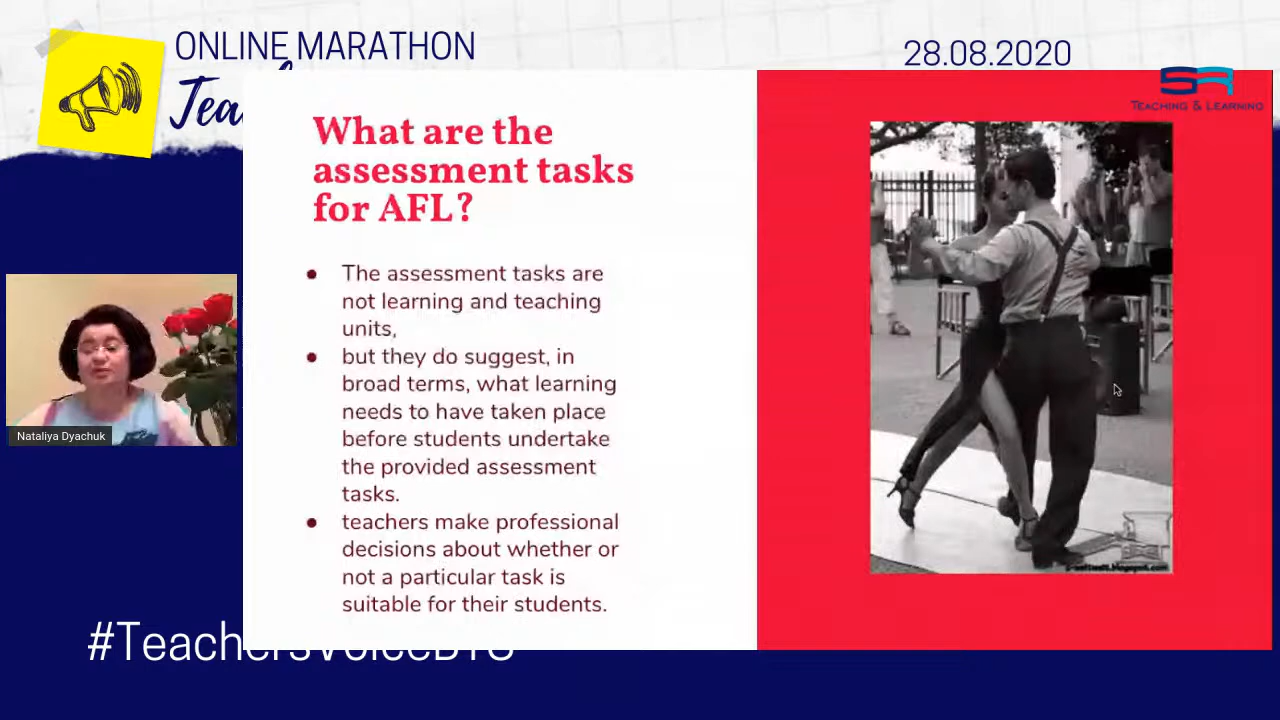 ONLINE MARATHON
28.08.2020
TEACHING & LEARNING
What are the
assessment tasks
for AFL?
The assessment tasks are
not learning and teaching
units,
but they do suggest, in
broad terms, what learning
needs to have taken place
before students undertake
the provided assessment
tasks.
teachers make professional
decisions about whether or
not a particular task is
suitable for their students.
Nataliya Dyachuk